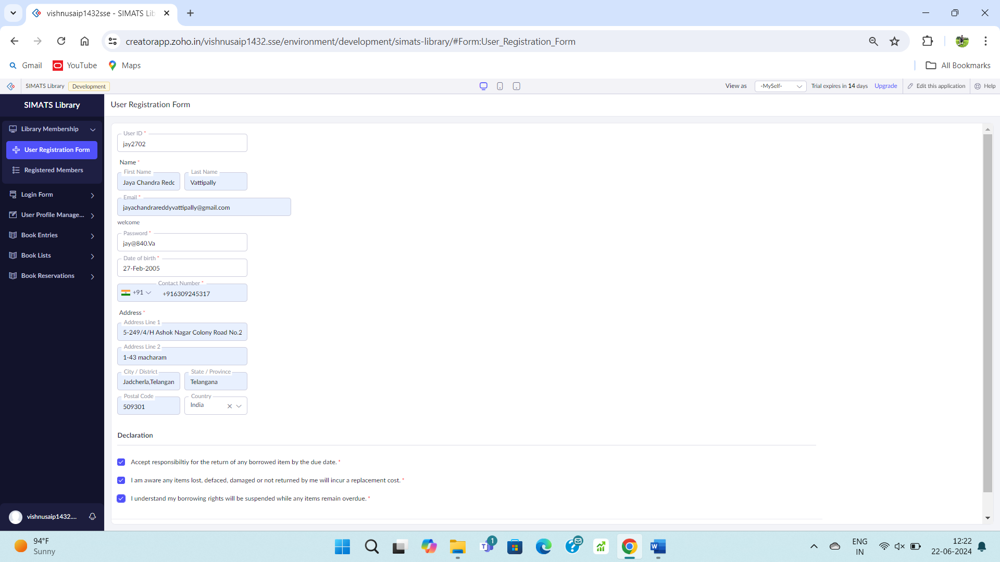 vishnusaip1432sse - SIMATS Lib
creatorapp.zoho.in/vishnusaip1432.sse/environment/development/simats-library/#Form:User_Registration_Form
Gmail YouTube Maps All Bookmarks
SIMATS Library Development View as -MySelf- Trial expires in 14 days Upgrade Edit this application Help
SIMATS Library
Library Membership
User Registration Form
Registered Members
Login Form
User Profile Manage...
Book Entries
Book Lists
Book Reservations
vishnusaip1432....
User Registration Form
User ID *
jay2702
Name *
First Name Last Name
Jaya Chandra Redd Vattipally
Email *
jayachandrareddyvattipally@gmail.com
welcome
Password *
jay@840.Va
Date of birth *
27-Feb-2005
Contact Number *
+91 +916309245317
Address *
Address Line 1
5-249/4/H Ashok Nagar Colony Road No.2
Address Line 2
1-43 macharam
City / District State / Province
Jadcherla,Telangan Telangana
Postal Code Country
509301 India
Declaration
Accept responsibiltiy for the return of any borrowed item by the due date. *
I am aware any items lost, defaced, damaged or not returned by me will incur a replacement cost. *
I understand my borrowing rights will be suspended while any items remain overdue. *
94°F
Sunny
1
ENG
IN
12:22
22-06-2024